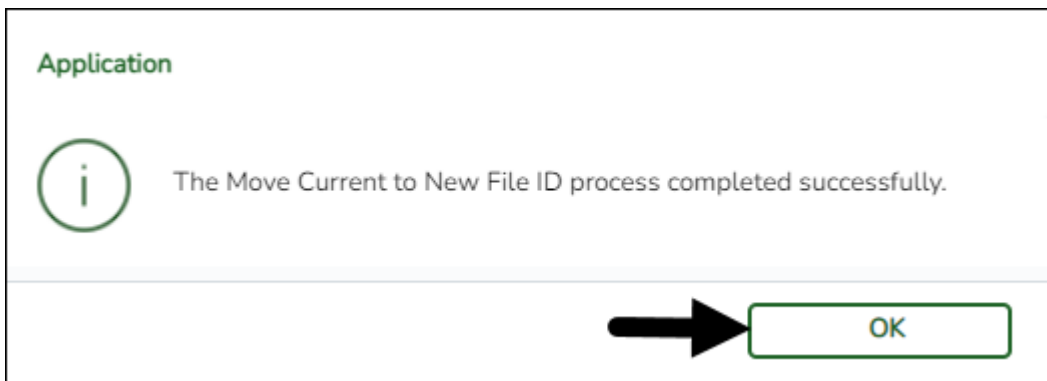 Application
The Move Current to New File ID process completed successfully.
OK